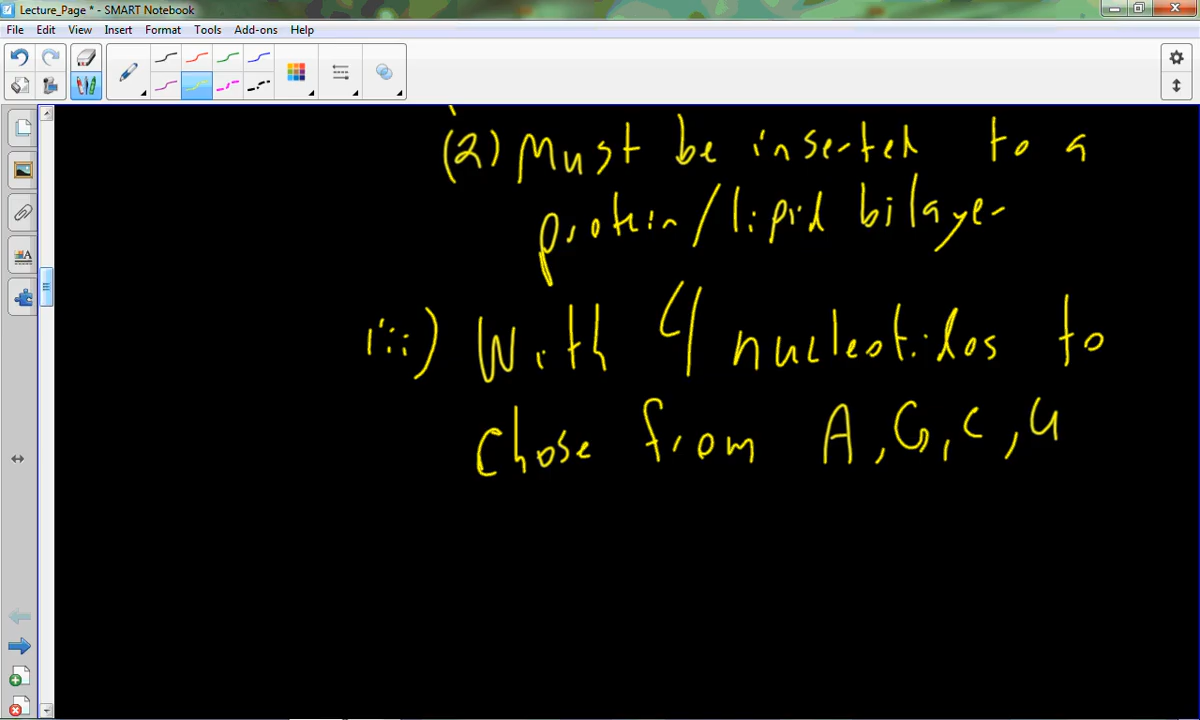 Lecture_Page * - SMART Notebook
File Edit View Insert Format Tools Add-ons Help
(2) Must be inserted to a
protein/lipid bilayer
iii) With 4 nucleotides to
chose from A, G, C, U